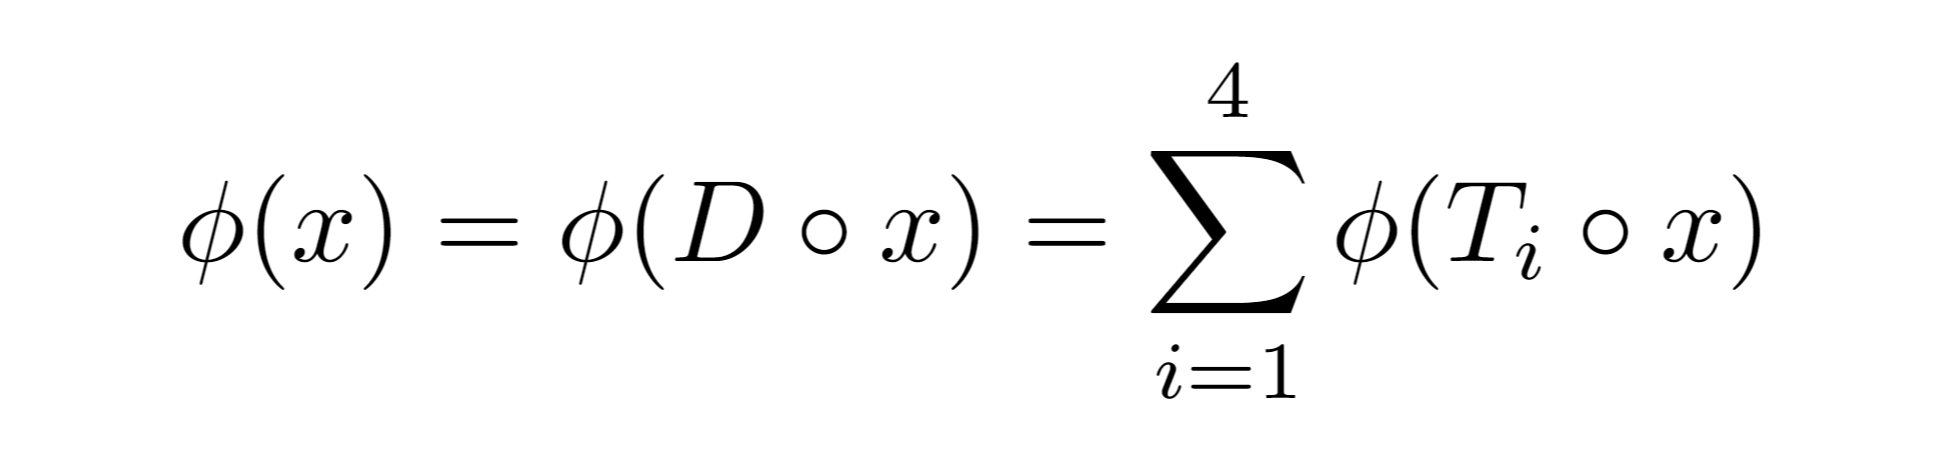 ϕ(x) = ϕ(D ∘ x) = ∑_{i=1}^{4} ϕ(T_i ∘ x)